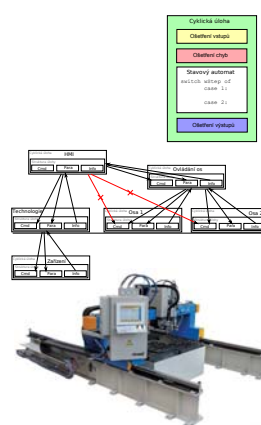 Cyklická úloha
Ošetření vstupů
Ošetření chyb
Stavový automat
switch wStep of
case 1:
case 2:
Ošetření výstupů
HMI
Cmd Para Info
Ovládání os
Cmd Para Info
Technologie
Cmd Para Info
Osa 1
Cmd Para Info
Osa 2
Cmd Para Info
Zařízení
Cmd Para Info